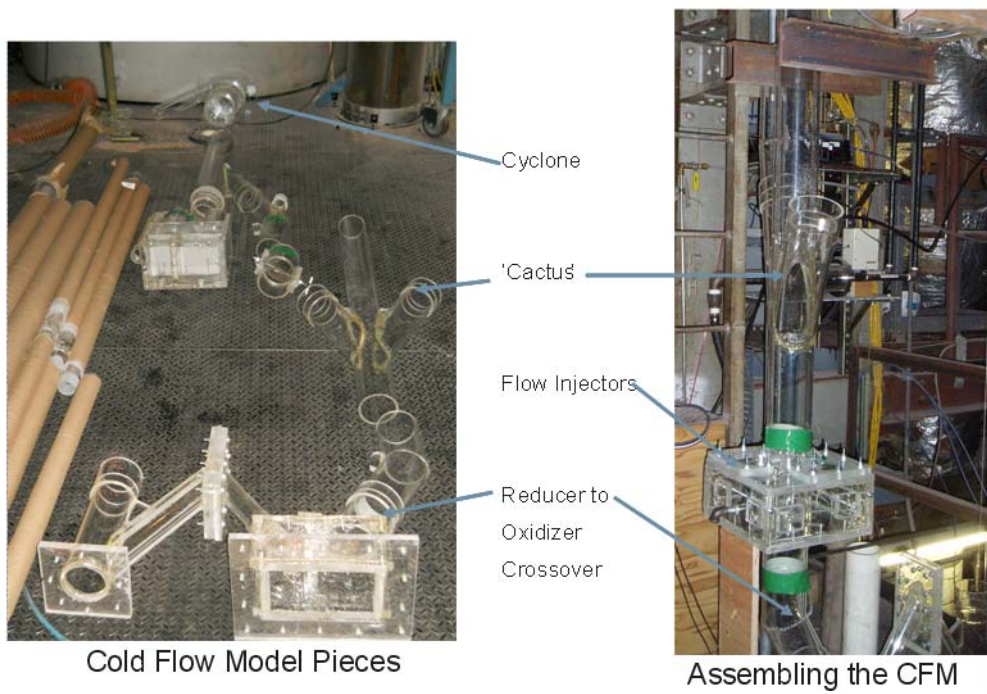 Cyclone
'Cactus'
Flow Injectors
Reducer to
Oxidizer
Crossover
Cold Flow Model Pieces
Assembling the CFM